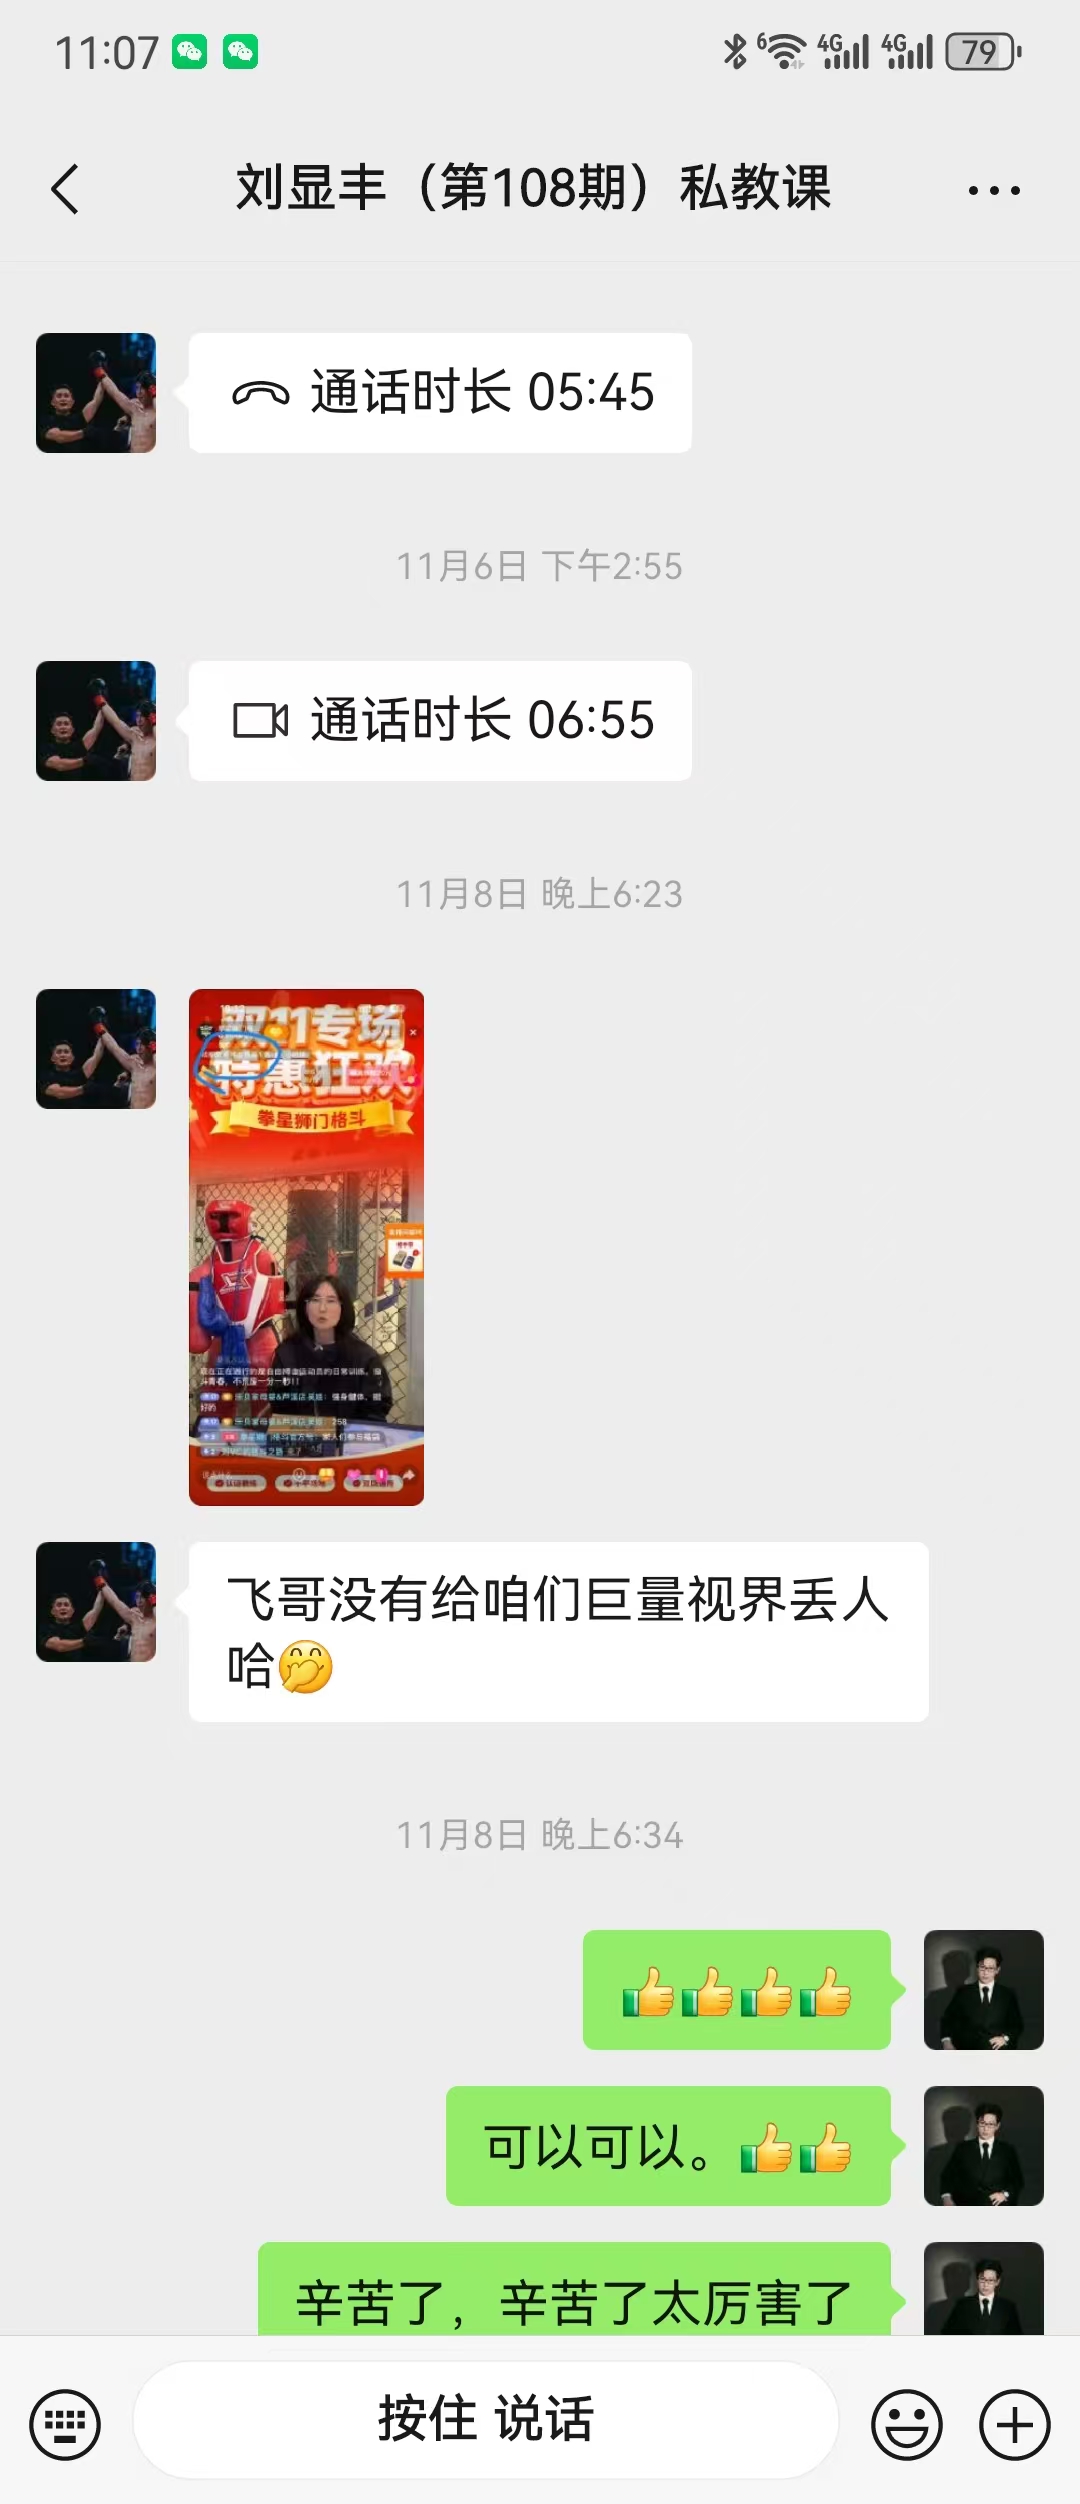 11:07
6 4G 4G 79
刘显丰（第108期）私教课
通话时长 05:45
11月6日 下午2:55
通话时长 06:55
11月8日 晚上6:23
双11专场
特惠狂欢
拳星狮门格斗
飞哥没有给咱们巨量视界丢人
哈🤭
11月8日 晚上6:34
👍👍👍👍
可以可以。👍👍
辛苦了，辛苦了太厉害了
按住 说话